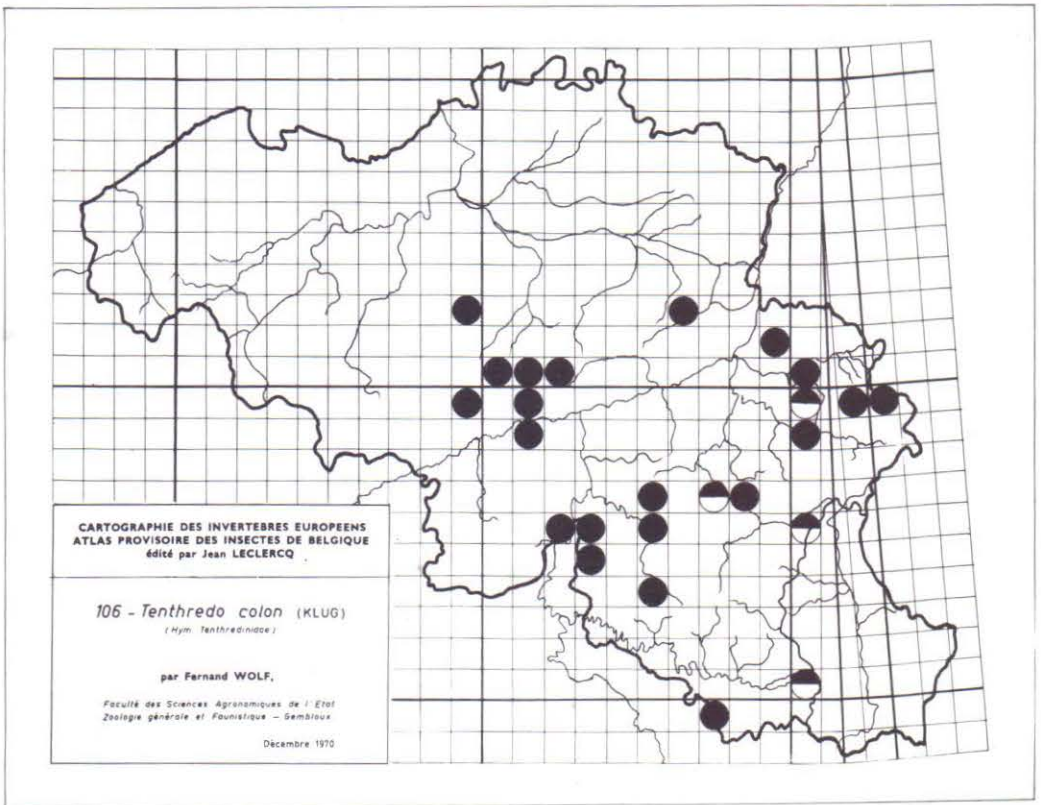 CARTOGRAPHIE DES INVERTEBRES EUROPEENS
ATLAS PROVISOIRE DES INSECTES DE BELGIQUE
édité par Jean LECLERCQ
106 - Tenthredo colon (KLUG)
(Hym. Tenthredinidae)
par Fernand WOLF,
Faculté des Sciences Agronomiques de l'Etat
Zoologie générale et Faunistique - Gembloux
Décembre 1970